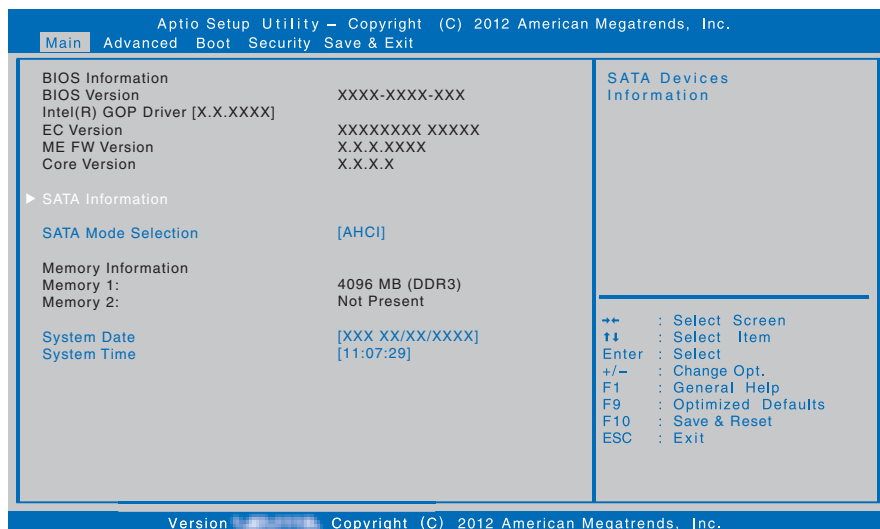 Aptio Setup Utility – Copyright (C) 2012 American Megatrends, Inc.
Main Advanced Boot Security Save & Exit
BIOS Information
BIOS Version XXXX-XXXX-XXX
Intel(R) GOP Driver [X.X.XXXX]
EC Version XXXXXXXX XXXXX
ME FW Version X.X.X.XXXX
Core Version X.X.X.X
▶ SATA Information
SATA Mode Selection [AHCI]
Memory Information
Memory 1: 4096 MB (DDR3)
Memory 2: Not Present
System Date [XXX XX/XX/XXXX]
System Time [11:07:29]
SATA Devices
Information
→← : Select Screen
↑↓ : Select Item
Enter : Select
+/– : Change Opt.
F1 : General Help
F9 : Optimized Defaults
F10 : Save & Reset
ESC : Exit
Version Copyright (C) 2012 American Megatrends, Inc.